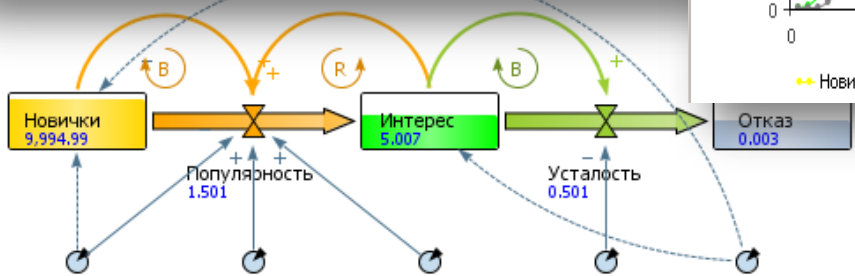 0
0
Нови
B
R
B
+
+
+
Новички
9,994.99
Интерес
5.007
Отказ
0.003
+
+
+
−
Популярность
1.501
Усталость
0.501